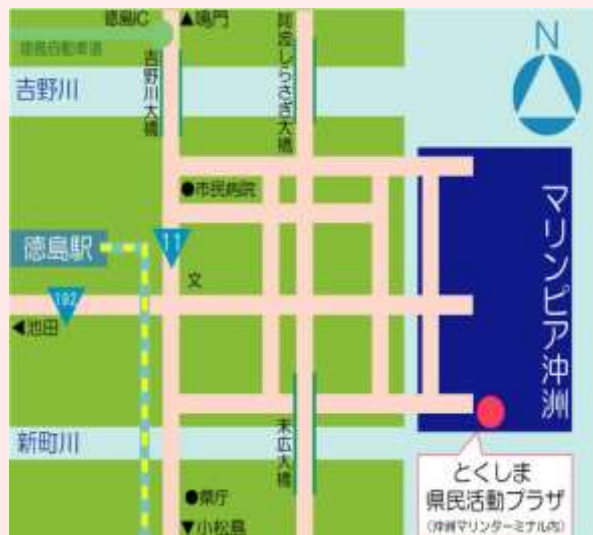 徳島IC
▲鳴門
徳島自動車道
吉野川大橋
阿波しらさぎ大橋
N
吉野川
●市民病院
マリンピア沖洲
徳島駅
11
文
192
◀池田
末広大橋
新町川
とくしま
県民活動プラザ
(沖洲マリンターミナル内)
●県庁
▼小松島